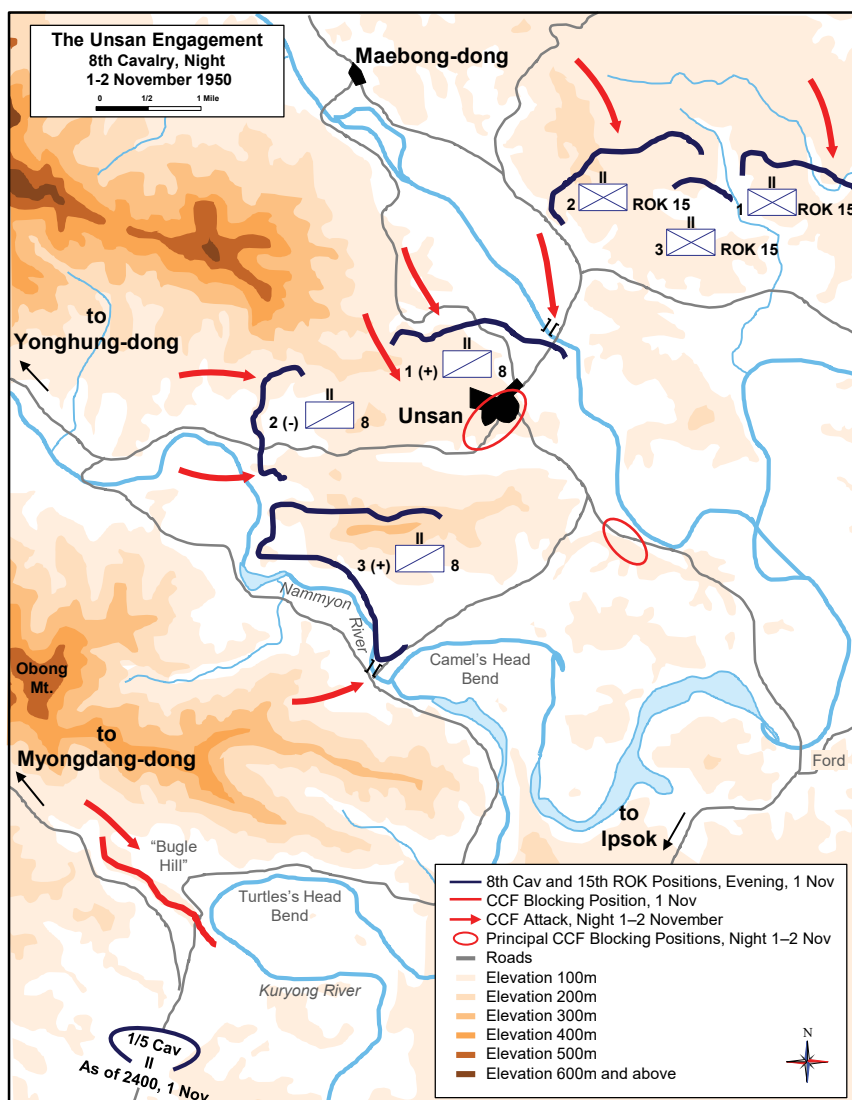 The Unsan Engagement
8th Cavalry, Night
1-2 November 1950
0 1/2 1 Mile
Maebong-dong
II
2 ROK 15
II
1 ROK 15
II
3 ROK 15
to
Yonghung-dong
II
1 (+) 8
Unsan
II
2 (-) 8
II
3 (+) 8
Nammyon
River
Camel's Head
Bend
Obong
Mt.
to
Myongdang-dong
Ford
to
Ipsok
"Bugle
Hill"
Turtles's Head
Bend
Kuryong River
1/5 Cav
II
As of 2400, 1 Nov
8th Cav and 15th ROK Positions, Evening, 1 Nov
CCF Blocking Position, 1 Nov
CCF Attack, Night 1–2 November
Principal CCF Blocking Positions, Night 1–2 Nov
Roads
Elevation 100m
Elevation 200m
Elevation 300m
Elevation 400m
Elevation 500m
Elevation 600m and above
N